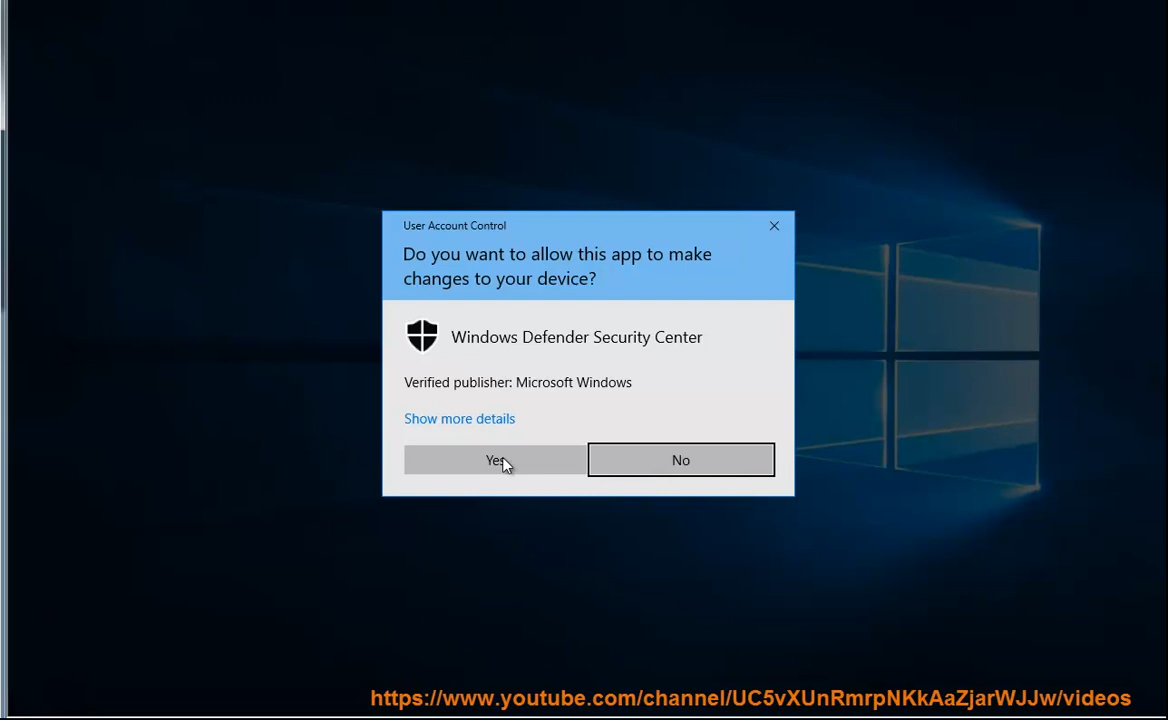 User Account Control
Do you want to allow this app to make
changes to your device?
Windows Defender Security Center
Verified publisher: Microsoft Windows
Show more details
Yes
No
https://www.youtube.com/channel/UC5vXUnRmrpNKkAaZjarWJJw/videos